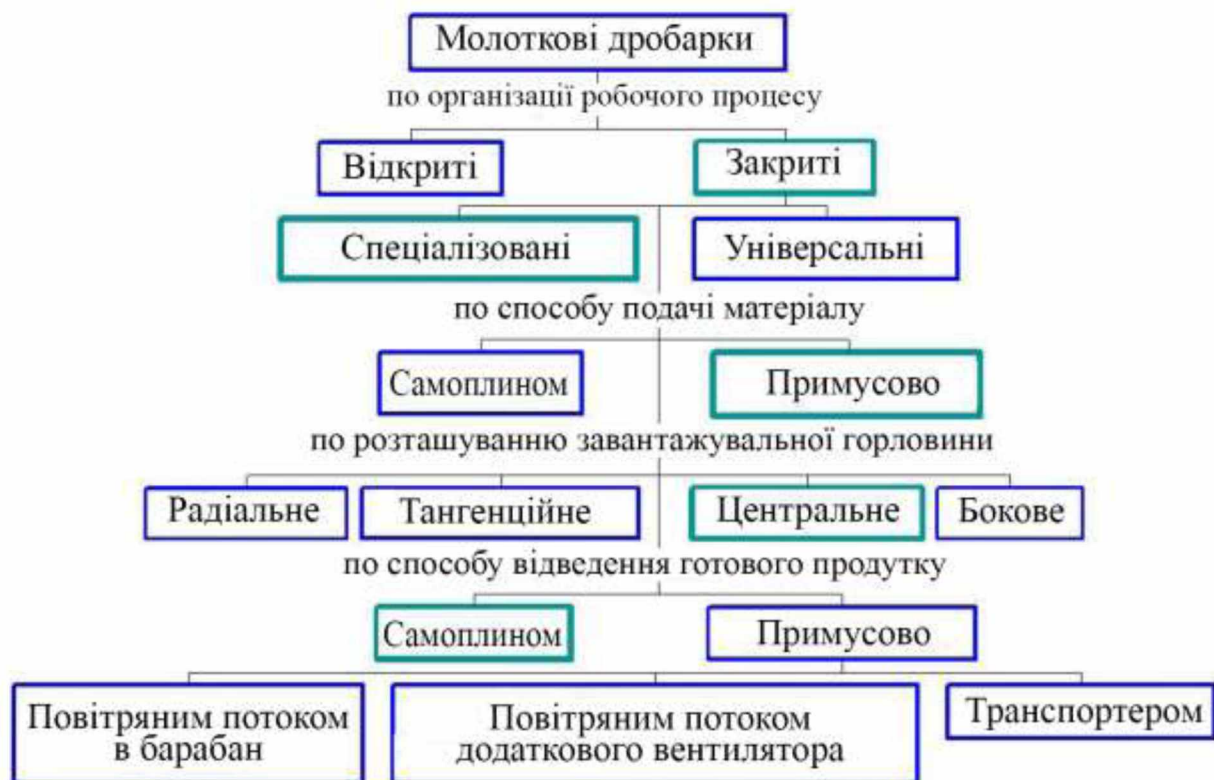 Молоткові дробарки
по організації робочого процесу
Відкриті
Закриті
Спеціалізовані
Універсальні
по способу подачі матеріалу
Самоплином
Примусово
по розташуванню завантажувальної горловини
Радіальне
Тангенційне
Центральне
Бокове
по способу відведення готового продутку
Самоплином
Примусово
Повітряним потоком
в барабан
Повітряним потоком
додаткового вентилятора
Транспортером